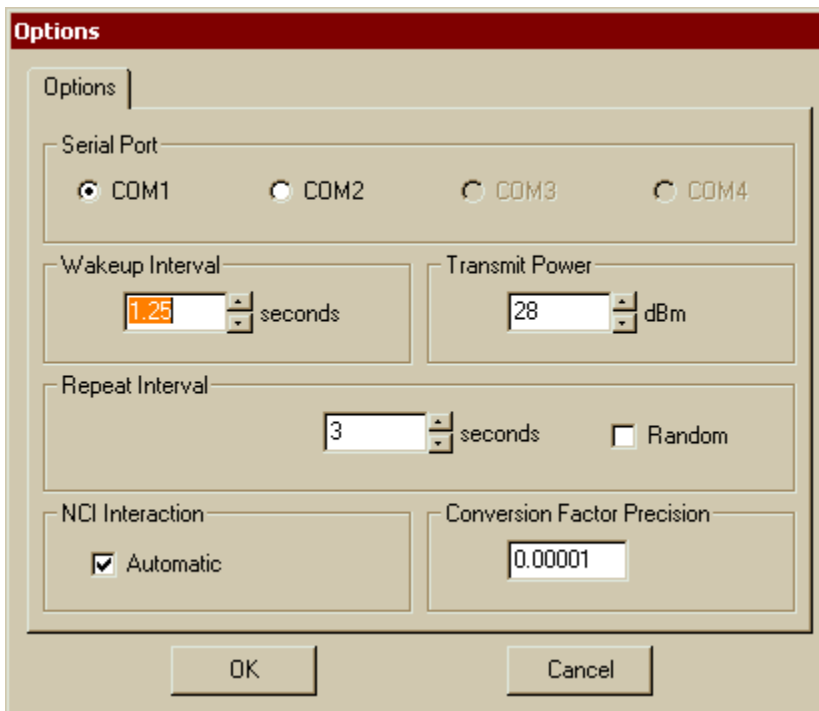 Options
Options
Serial Port
COM1 COM2 COM3 COM4
Wakeup Interval Transmit Power
1.25 seconds 28 dBm
Repeat Interval
3 seconds Random
NCI Interaction Conversion Factor Precision
Automatic 0.00001
OK Cancel